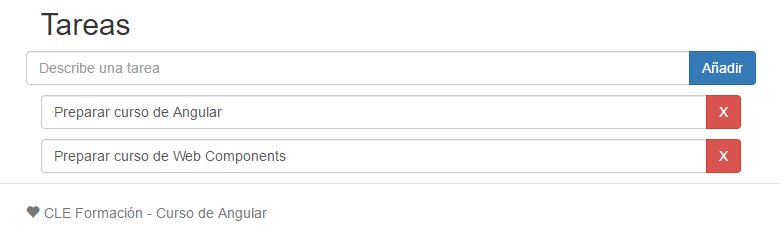 Tareas
Describe una tarea Añadir
Preparar curso de Angular X
Preparar curso de Web Components X
CLE Formación - Curso de Angular